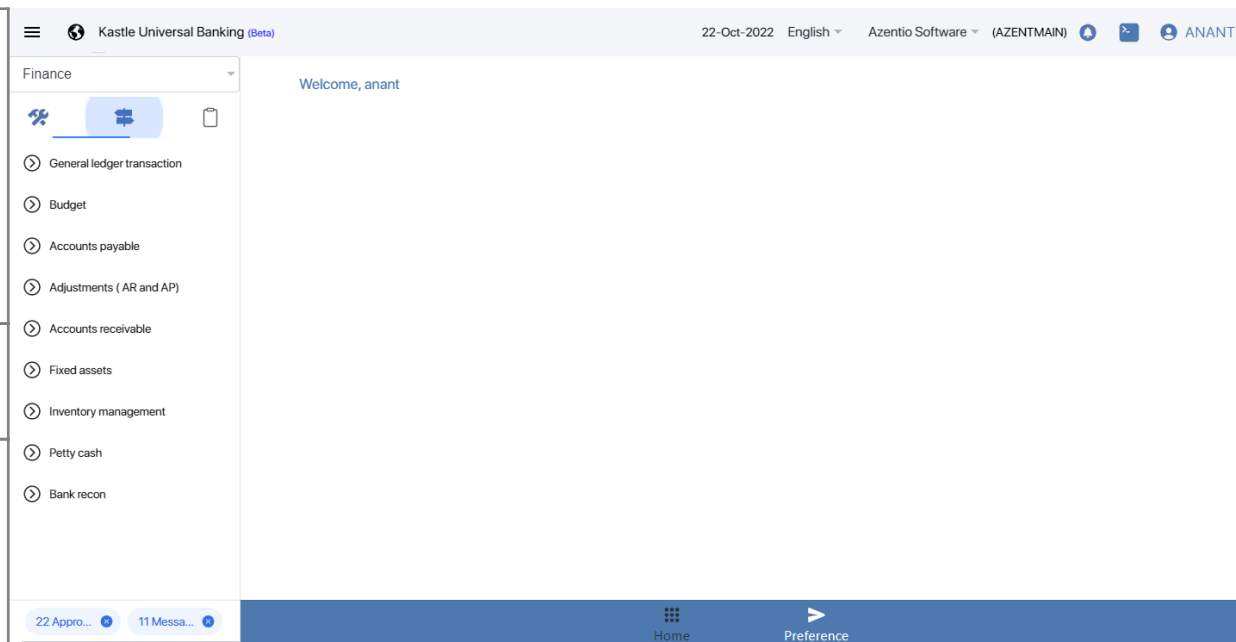 Kastle Universal Banking (Beta)
22-Oct-2022 English Azentio Software (AZENTMAIN) ANANT
Finance
Welcome, anant
General ledger transaction
Budget
Accounts payable
Adjustments ( AR and AP)
Accounts receivable
Fixed assets
Inventory management
Petty cash
Bank recon
22 Appro... 11 Messa...
Home
Preference